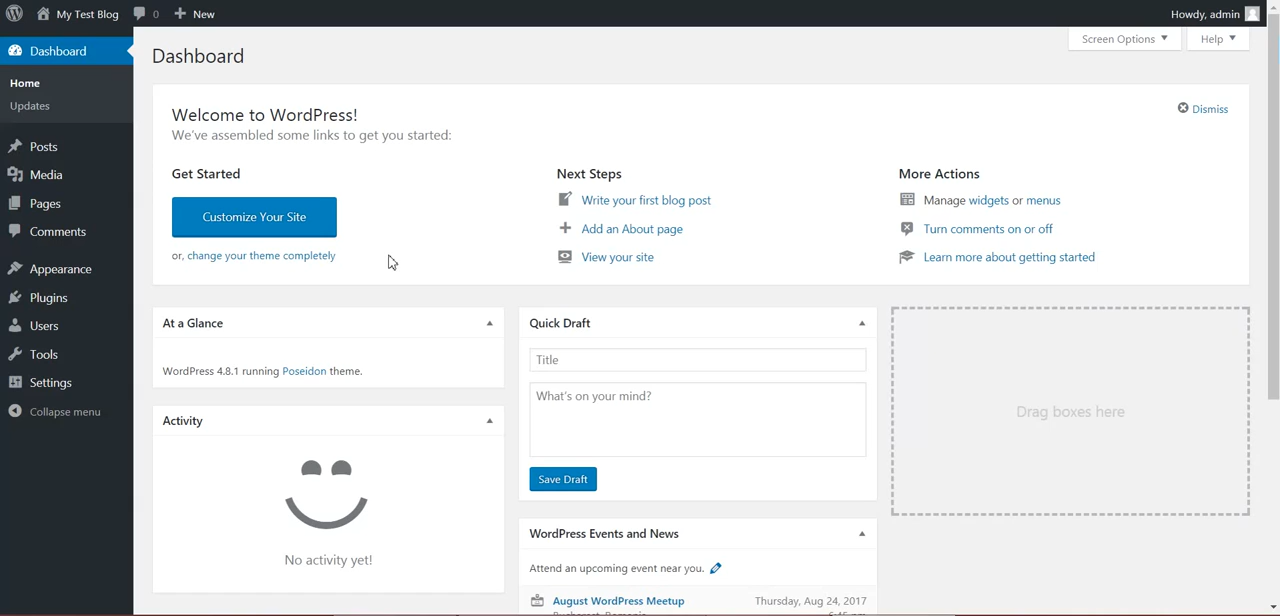 My Test Blog
0
New
Howdy, admin
Dashboard
Home
Updates
Posts
Media
Pages
Comments
Appearance
Plugins
Users
Tools
Settings
Collapse menu
Screen Options
Help
Dashboard
Welcome to WordPress!
We've assembled some links to get you started:
Dismiss
Get Started
Customize Your Site
or, change your theme completely
Next Steps
Write your first blog post
Add an About page
View your site
More Actions
Manage widgets or menus
Turn comments on or off
Learn more about getting started
At a Glance
WordPress 4.8.1 running Poseidon theme.
Activity
No activity yet!
Quick Draft
Title
What's on your mind?
Save Draft
WordPress Events and News
Attend an upcoming event near you.
August WordPress Meetup
Thursday, Aug 24, 2017
Drag boxes here